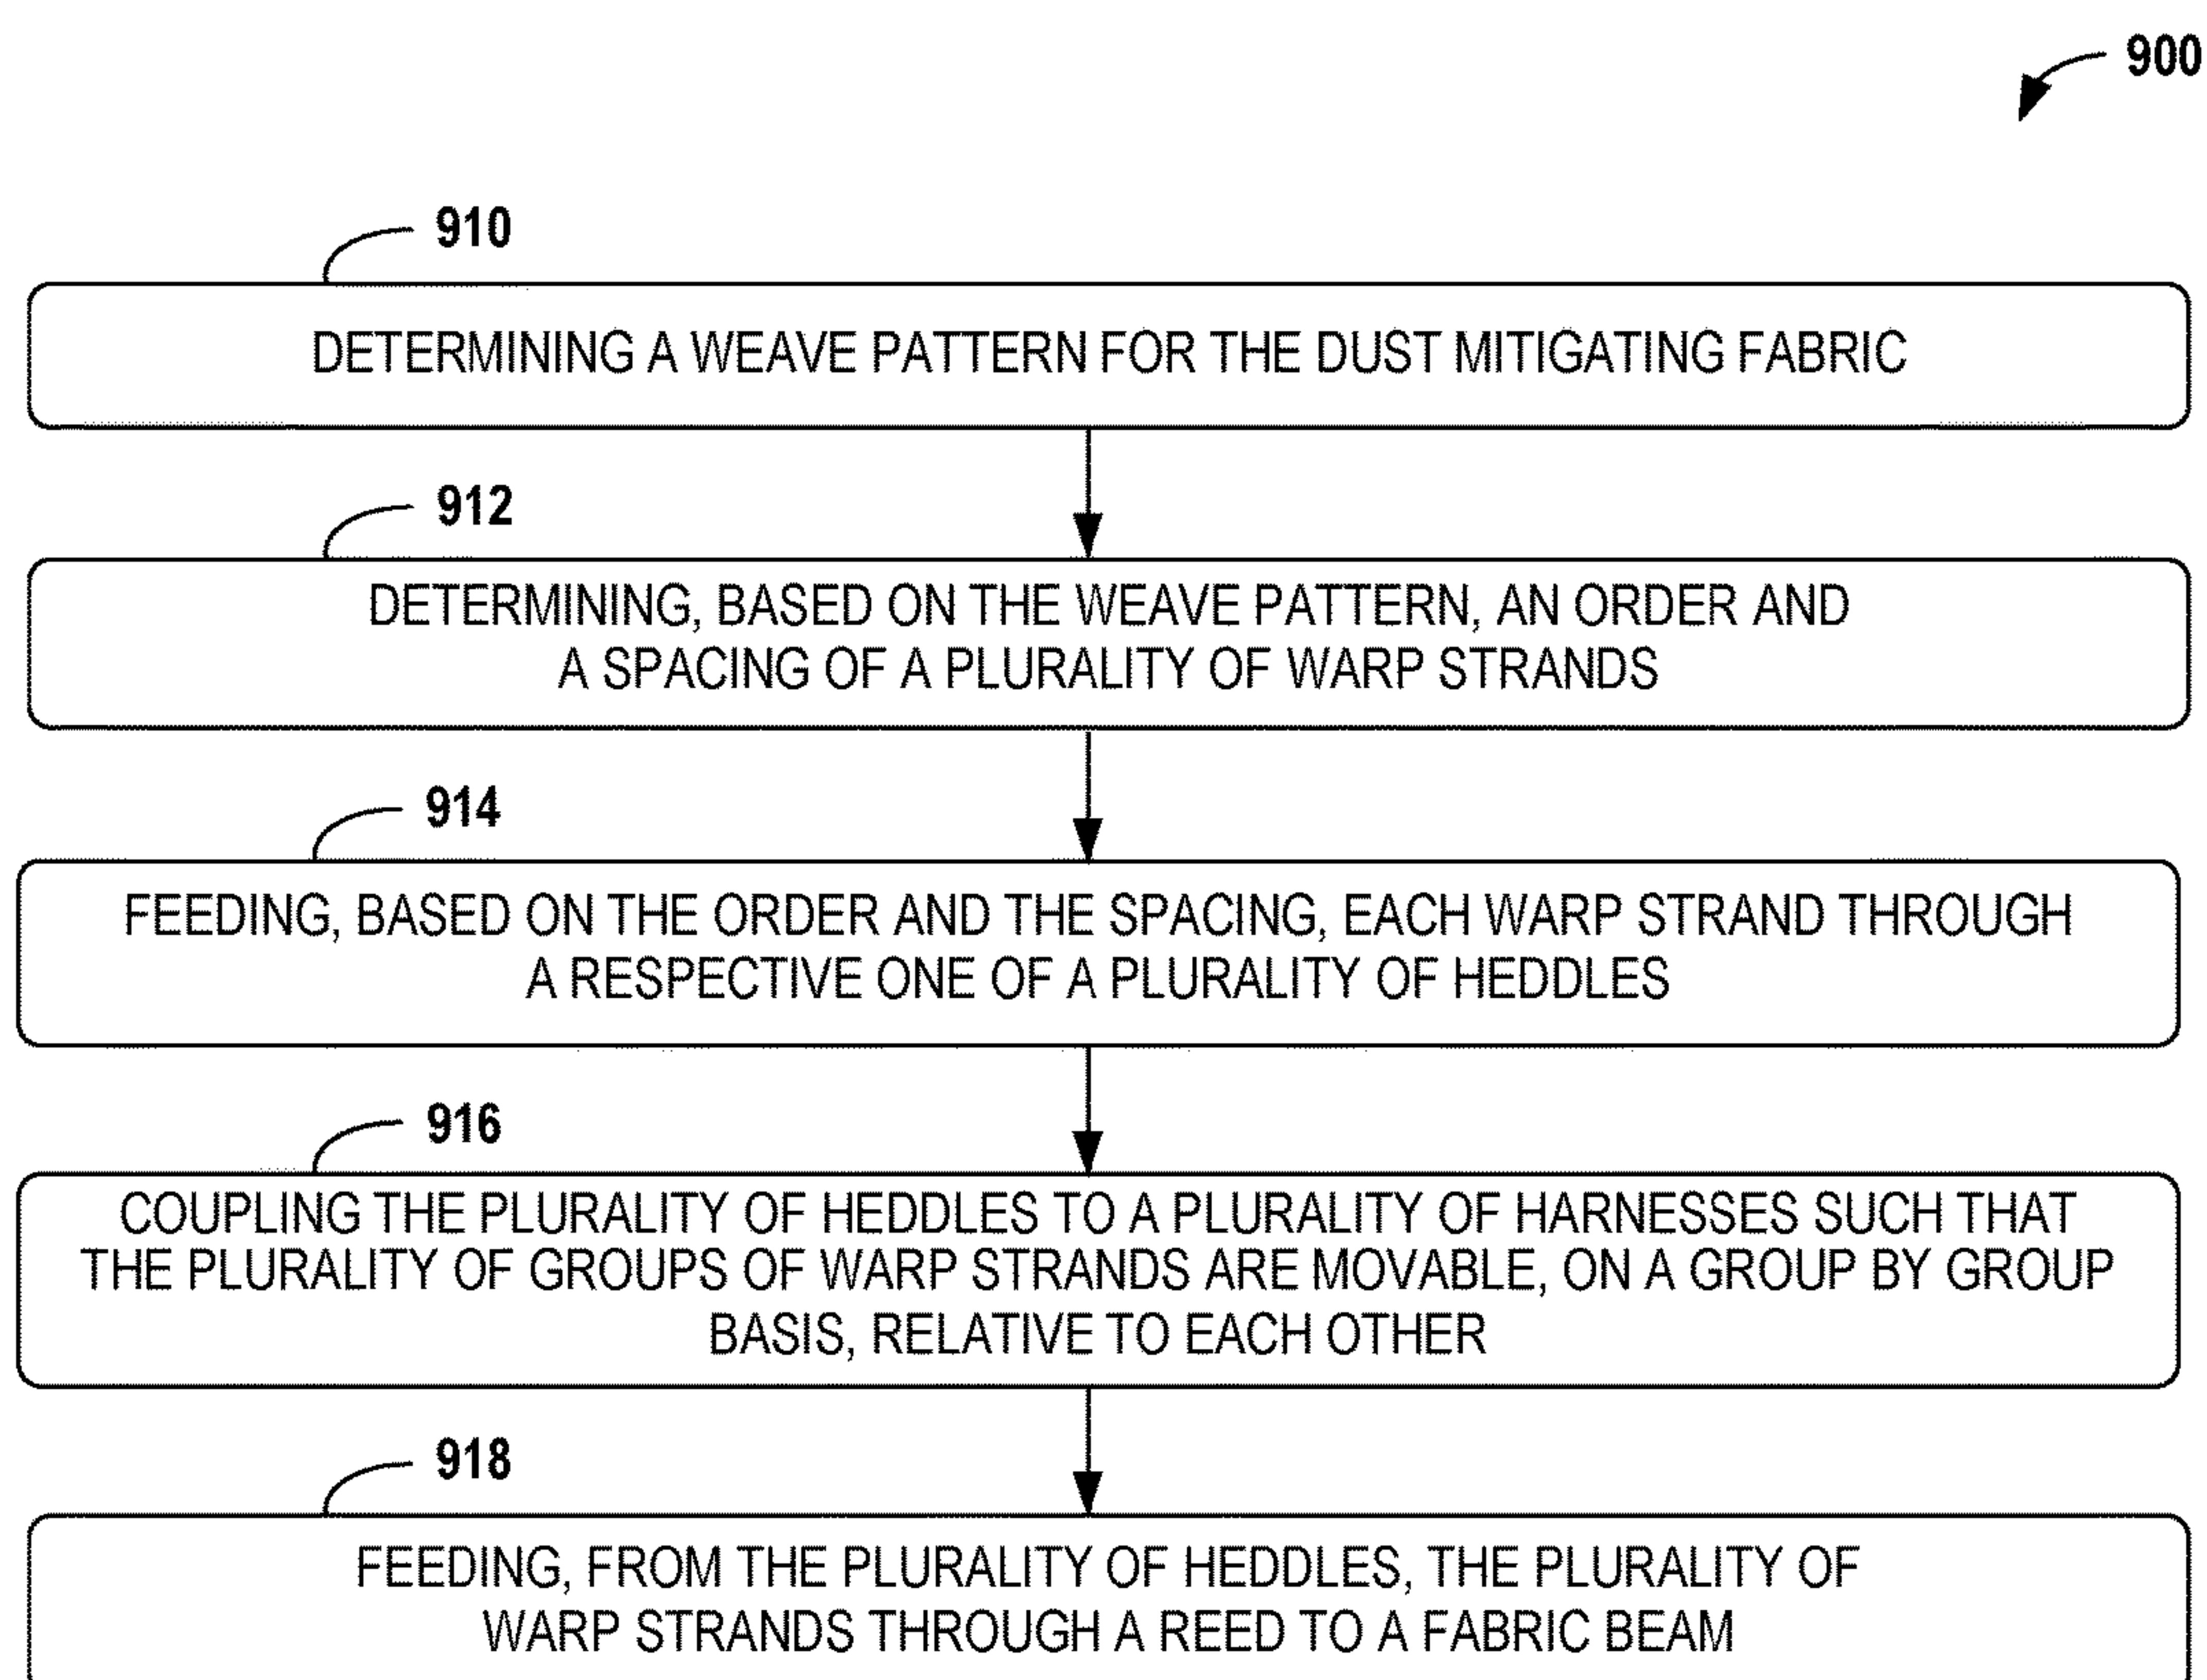 900
910
DETERMINING A WEAVE PATTERN FOR THE DUST MITIGATING FABRIC
912
DETERMINING, BASED ON THE WEAVE PATTERN, AN ORDER AND
A SPACING OF A PLURALITY OF WARP STRANDS
914
FEEDING, BASED ON THE ORDER AND THE SPACING, EACH WARP STRAND THROUGH
A RESPECTIVE ONE OF A PLURALITY OF HEDDLES
916
COUPLING THE PLURALITY OF HEDDLES TO A PLURALITY OF HARNESSES SUCH THAT
THE PLURALITY OF GROUPS OF WARP STRANDS ARE MOVABLE, ON A GROUP BY GROUP
BASIS, RELATIVE TO EACH OTHER
918
FEEDING, FROM THE PLURALITY OF HEDDLES, THE PLURALITY OF
WARP STRANDS THROUGH A REED TO A FABRIC BEAM